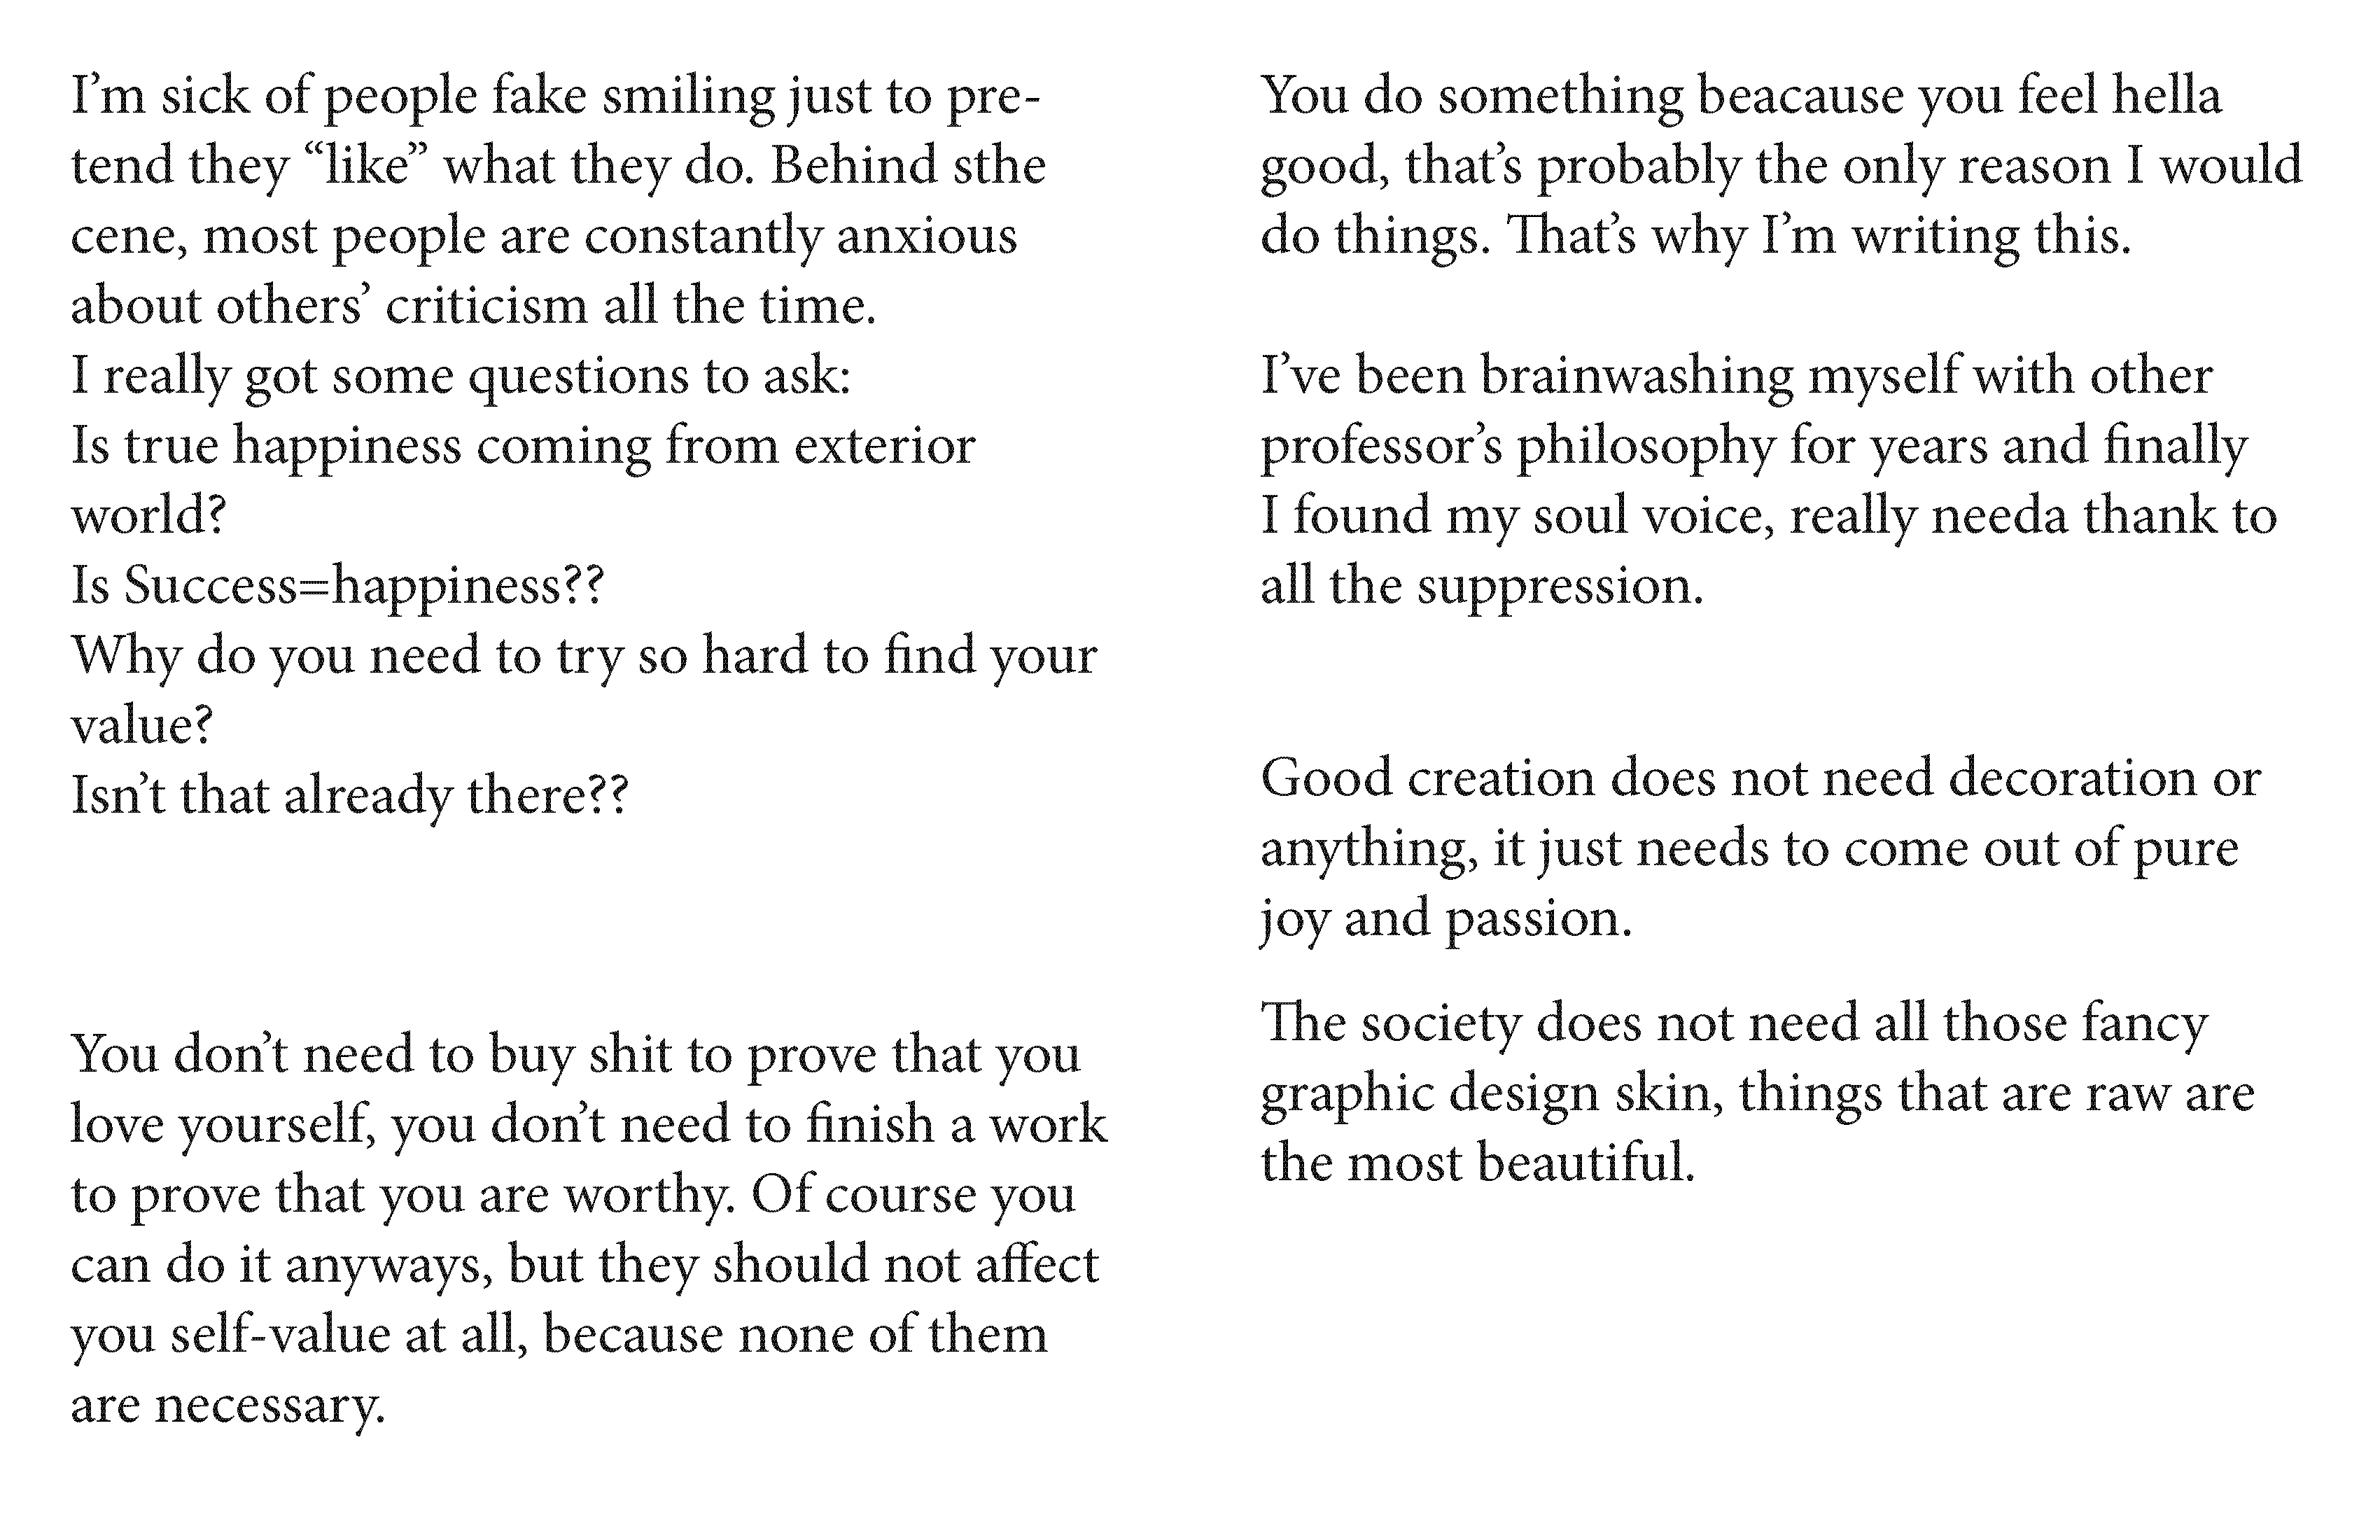 I’m sick of people fake smiling just to pre-
tend they “like” what they do. Behind sthe
cene, most people are constantly anxious
about others’ criticism all the time.
I really got some questions to ask:
Is true happiness coming from exterior
world?
Is Success=happiness??
Why do you need to try so hard to find your
value?
Isn’t that already there??
You don’t need to buy shit to prove that you
love yourself, you don’t need to finish a work
to prove that you are worthy. Of course you
can do it anyways, but they should not affect
you self-value at all, because none of them
are necessary.
You do something beacause you feel hella
good, that’s probably the only reason I would
do things. That’s why I’m writing this.
I’ve been brainwashing myself with other
professor’s philosophy for years and finally
I found my soul voice, really needa thank to
all the suppression.
Good creation does not need decoration or
anything, it just needs to come out of pure
joy and passion.
The society does not need all those fancy
graphic design skin, things that are raw are
the most beautiful.